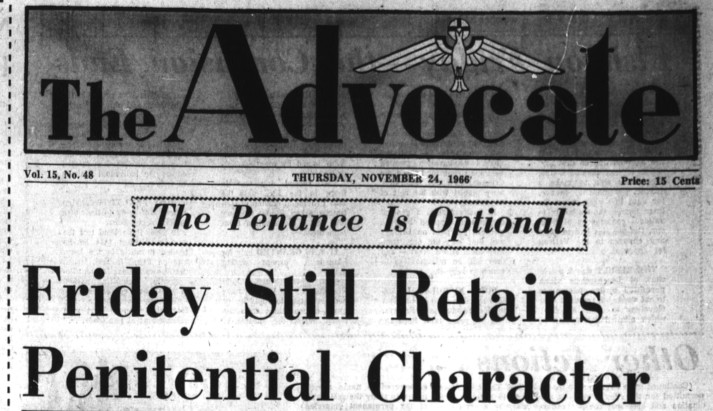 The Advocate
Vol. 15, No. 48 THURSDAY, NOVEMBER 24, 1966 Price: 15 Cents
The Penance Is Optional
Friday Still Retains
Penitential Character